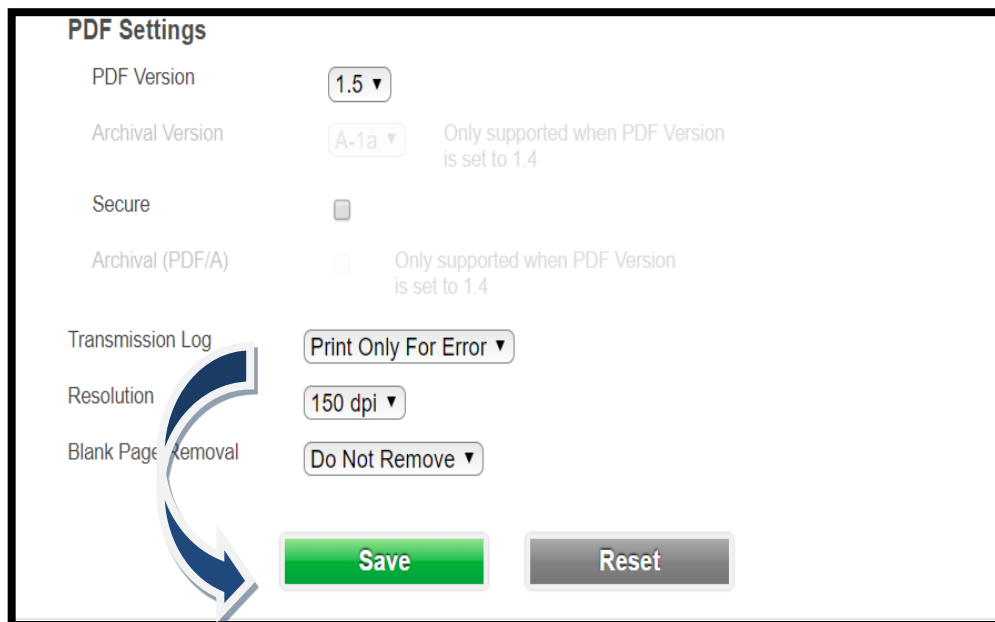 PDF Settings
PDF Version
1.5
Archival Version
A-1a
Only supported when PDF Version
is set to 1.4
Secure
Archival (PDF/A)
Only supported when PDF Version
is set to 1.4
Transmission Log
Print Only For Error
Resolution
150 dpi
Blank Page Removal
Do Not Remove
Save
Reset